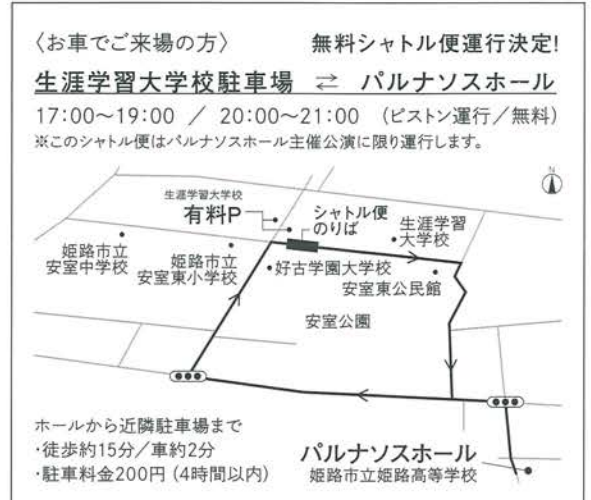 〈お車でご来場の方〉 無料シャトル便運行決定!
生涯学習大学校駐車場 ⇄ パルナソスホール
17:00〜19:00 / 20:00〜21:00 (ピストン運行/無料)
※このシャトル便はパルナソスホール主催公演に限り運行します。
N
生涯学習大学校
有料P
シャトル便
のりば
生涯学習
大学校
姫路市立
安室中学校
姫路市立
安室東小学校
好古学園大学校
安室東公民館
安室公園
ホールから近隣駐車場まで
・徒歩約15分/車約2分
・駐車料金200円 (4時間以内)
パルナソスホール
姫路市立姫路高等学校